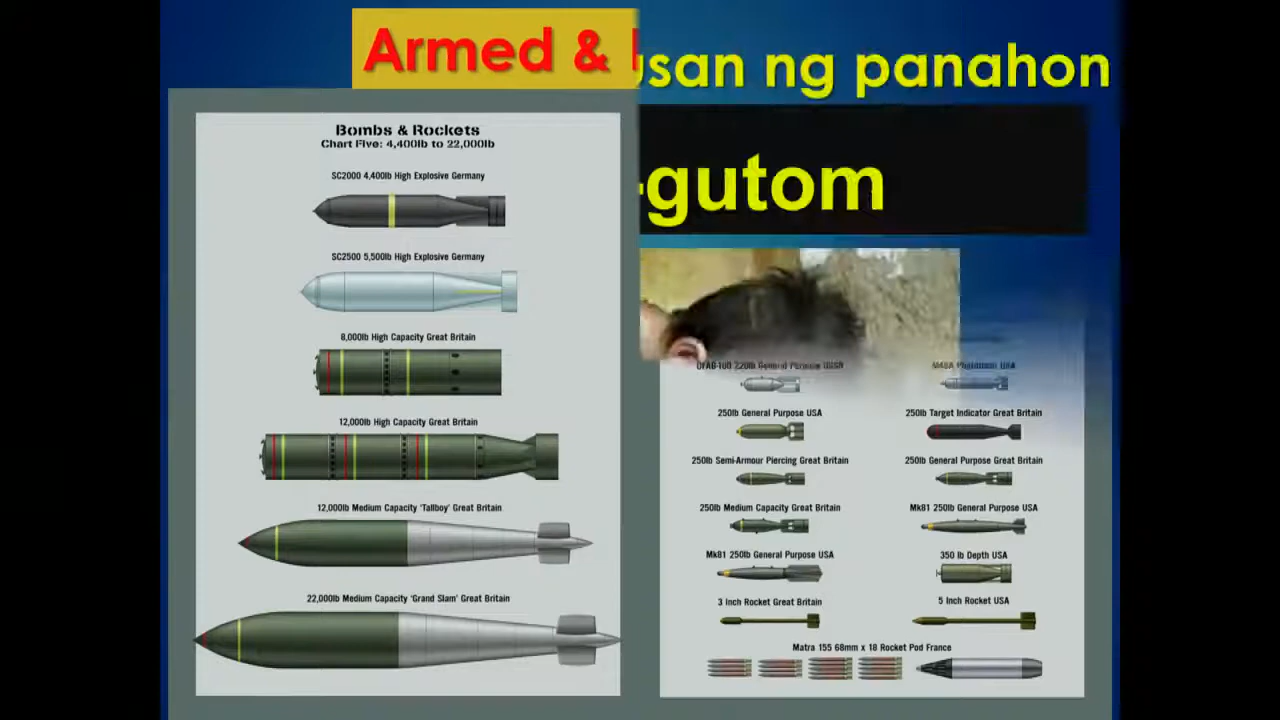 Armed &
usan ng panahon
-gutom
Bombs & Rockets
Chart Five: 4,400lb to 22,000lb
SC2000 4,400lb High Explosive Germany
SC2500 5,500lb High Explosive Germany
8,000lb High Capacity Great Britain
12,000lb High Capacity Great Britain
12,000lb Medium Capacity 'Tallboy' Great Britain
22,000lb Medium Capacity 'Grand Slam' Great Britain
220lb General Purpose
USA
250lb General Purpose USA
250lb Target Indicator Great Britain
250lb Semi-Armour Piercing Great Britain
250lb General Purpose Great Britain
250lb Medium Capacity Great Britain
Mk81 250lb General Purpose USA
Mk81 250lb General Purpose USA
350 lb Depth USA
3 Inch Rocket Great Britain
5 Inch Rocket USA
Matra 155 68mm x 18 Rocket Pod France